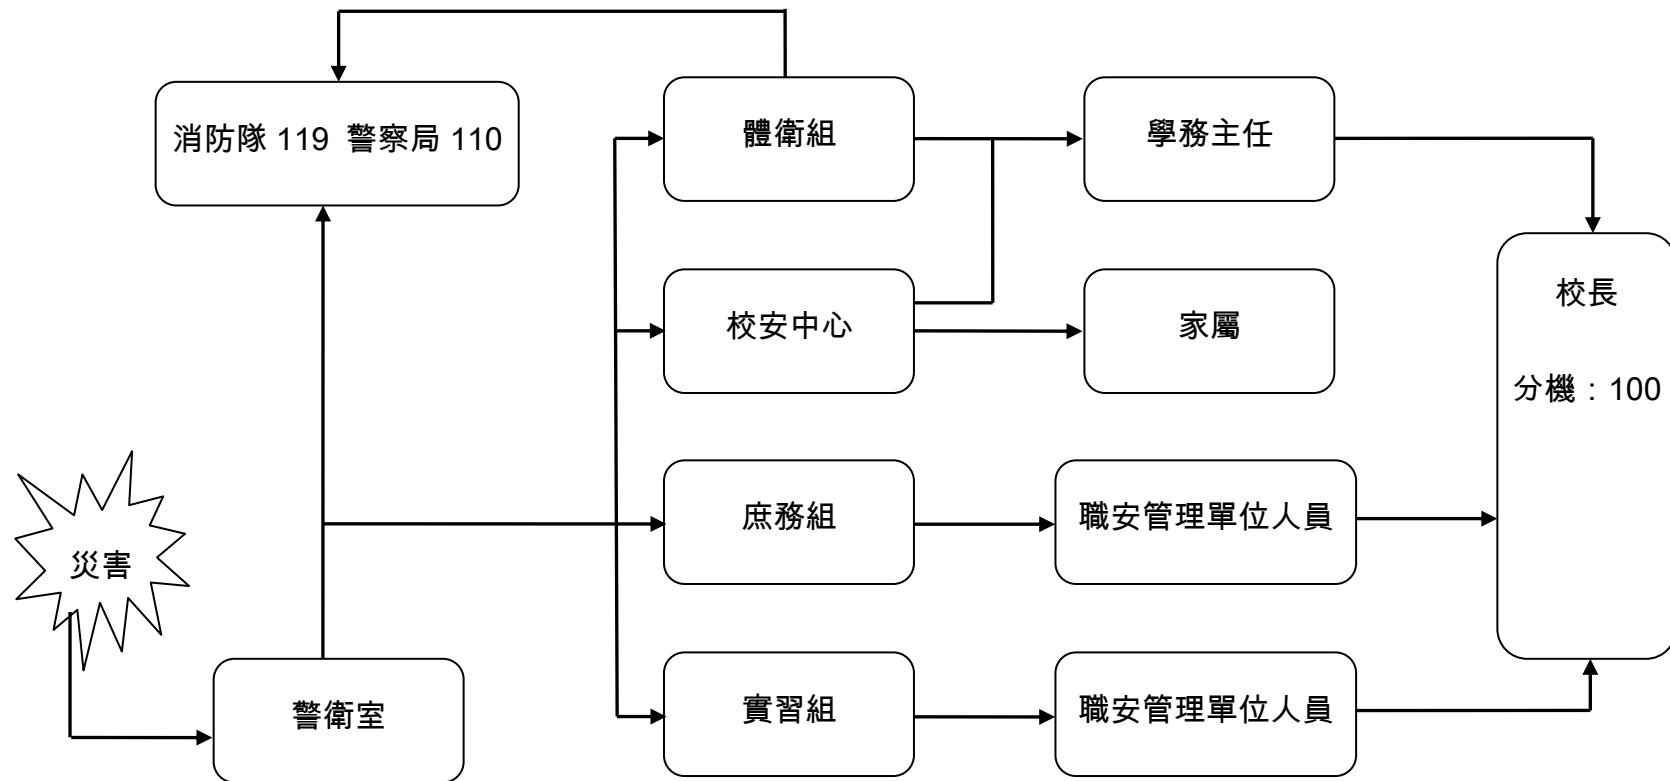 消防隊 119 警察局 110
體衛組
學務主任
校長
分機：100
校安中心
家屬
庶務組
職安管理單位人員
災害
警衛室
實習組
職安管理單位人員